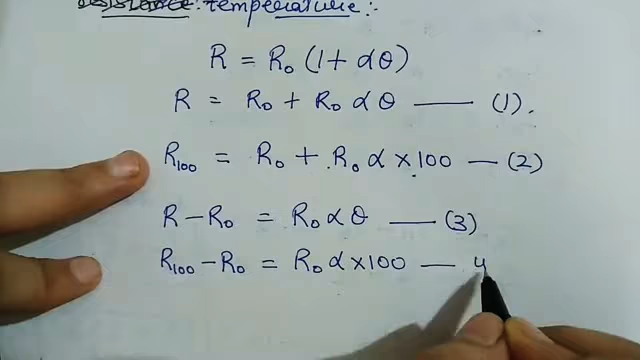 temperature:-
R = R₀ (1 + αθ)
R = R₀ + R₀ αθ —— (1).
R₁₀₀ = R₀ + R₀ α × 100 — (2)
R - R₀ = R₀ αθ —— (3)
R₁₀₀ - R₀ = R₀ α × 100 — 4